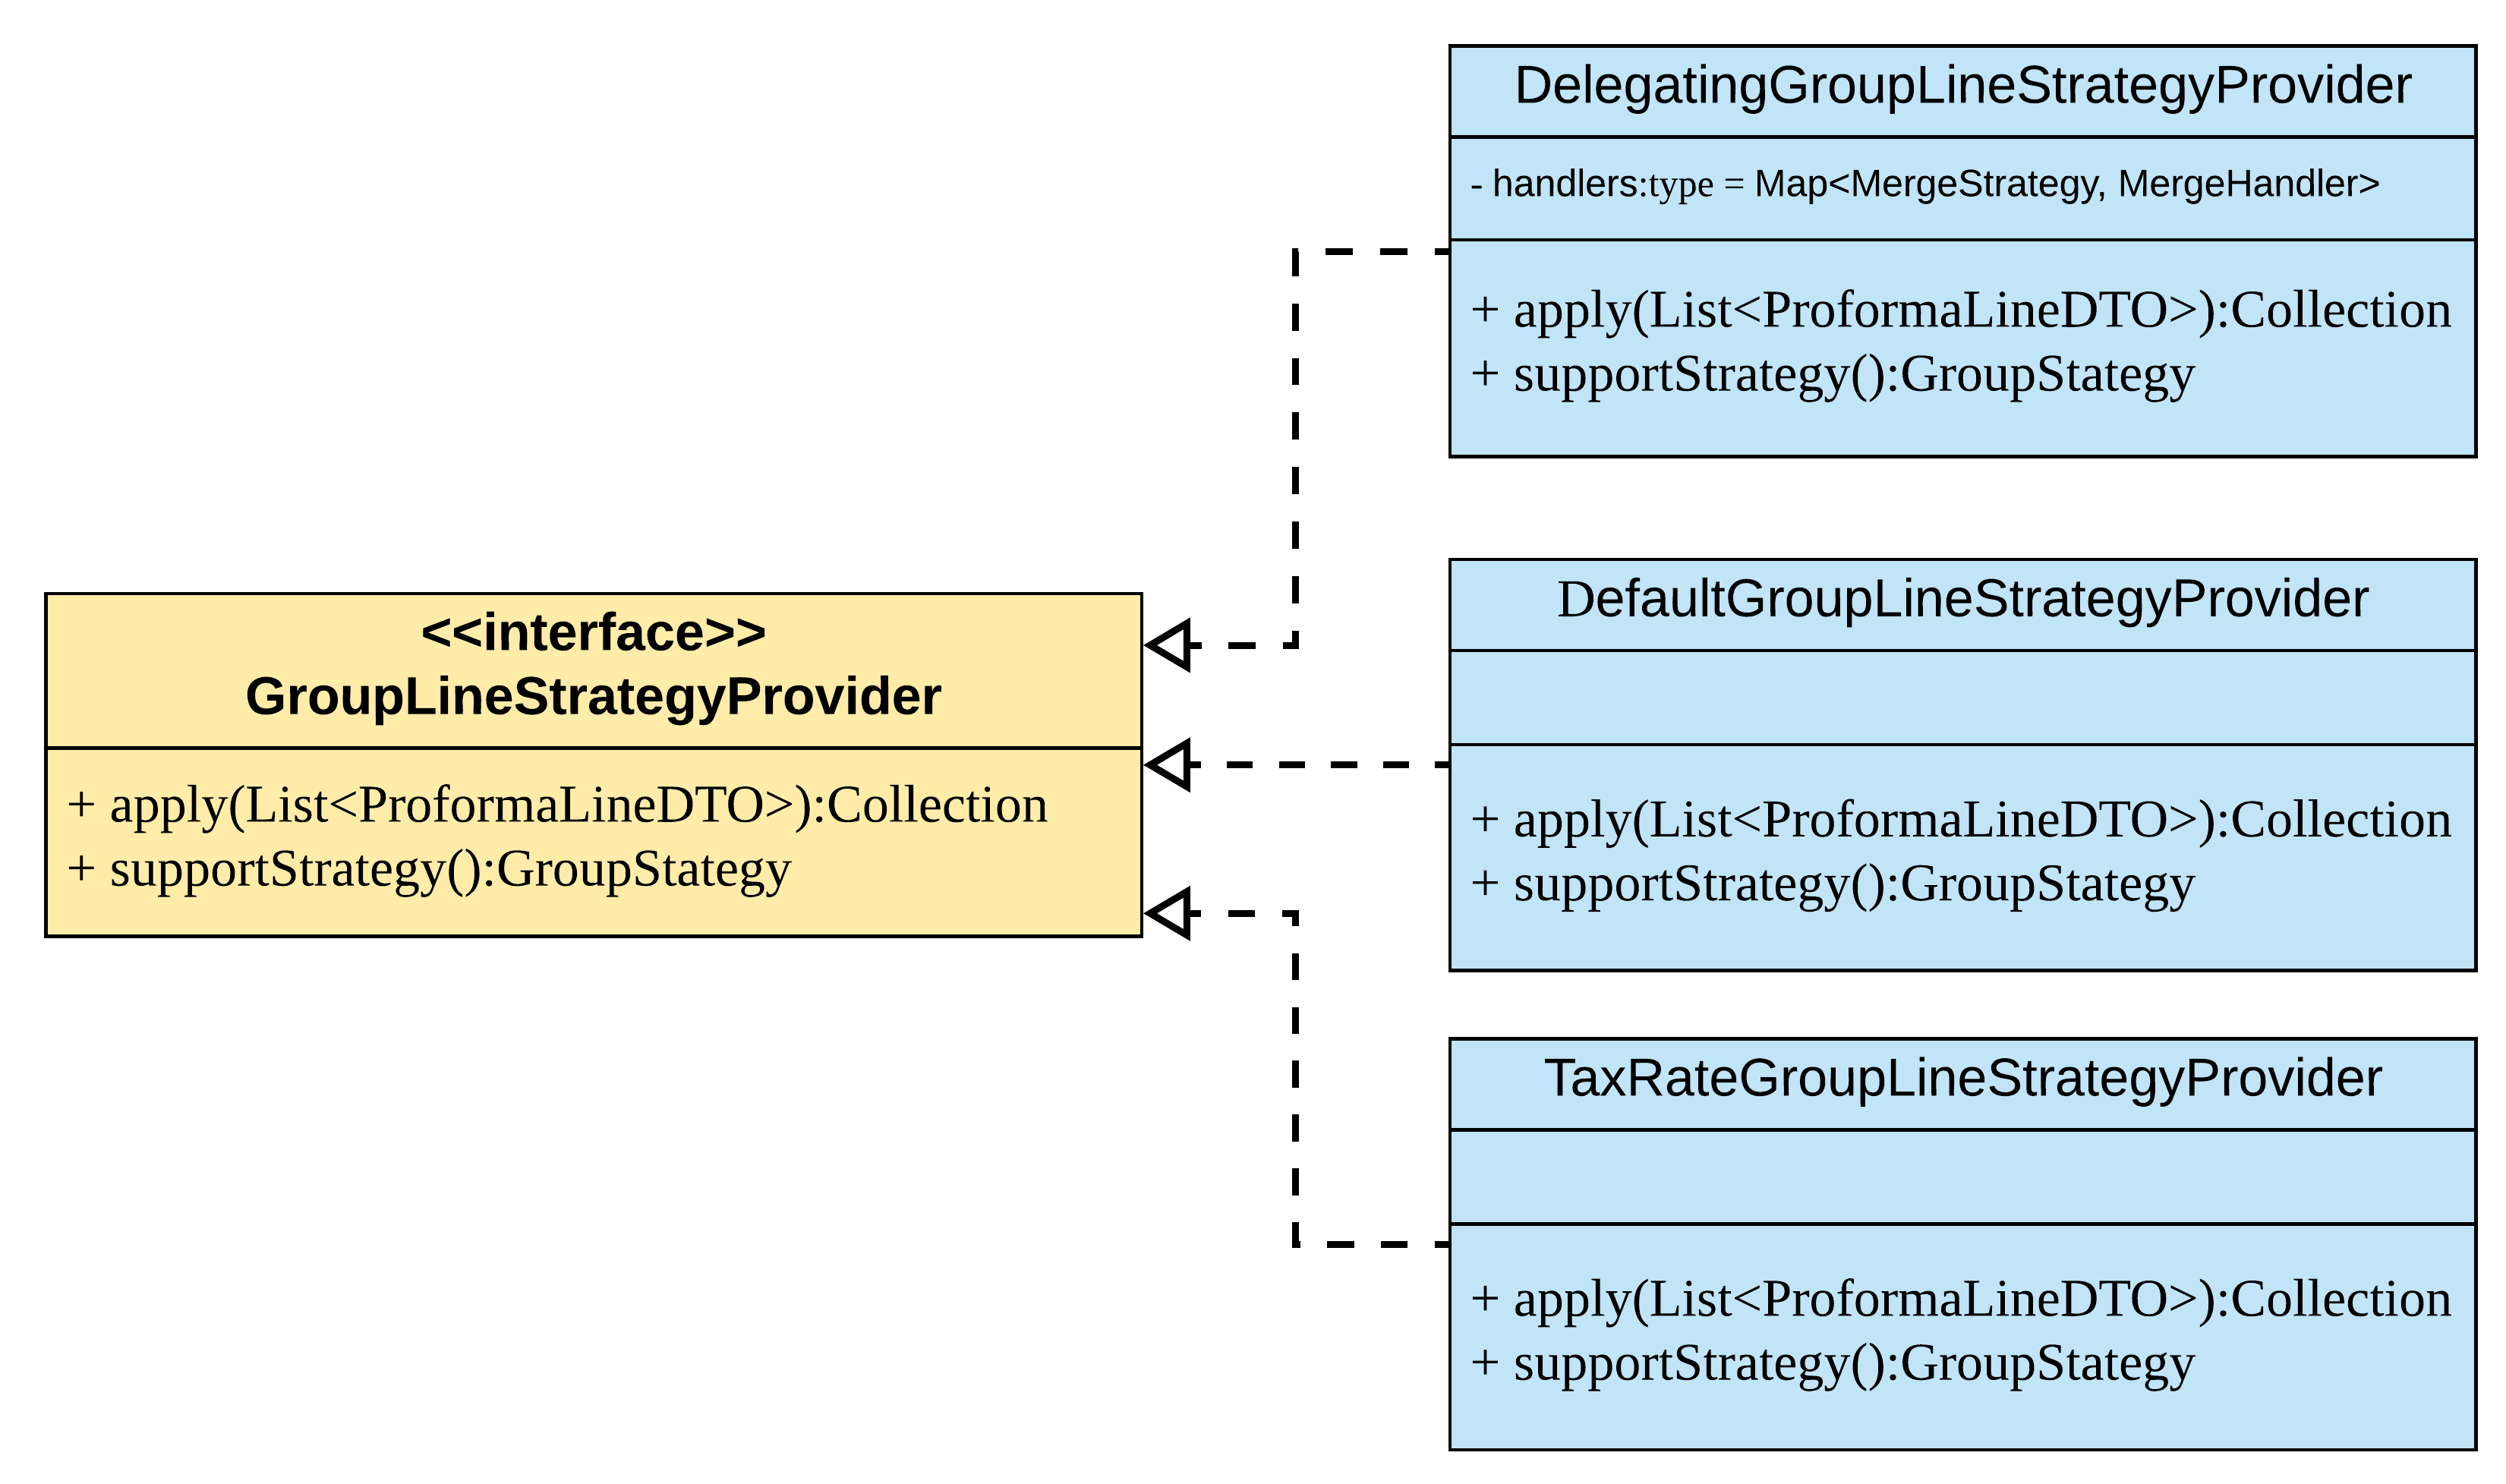 DelegatingGroupLineStrategyProvider
- handlers:type = Map<MergeStrategy, MergeHandler>
+ apply(List<ProformaLineDTO>):Collection
+ supportStrategy():GroupStategy
<<interface>>
GroupLineStrategyProvider
+ apply(List<ProformaLineDTO>):Collection
+ supportStrategy():GroupStategy
DefaultGroupLineStrategyProvider
+ apply(List<ProformaLineDTO>):Collection
+ supportStrategy():GroupStategy
TaxRateGroupLineStrategyProvider
+ apply(List<ProformaLineDTO>):Collection
+ supportStrategy():GroupStategy